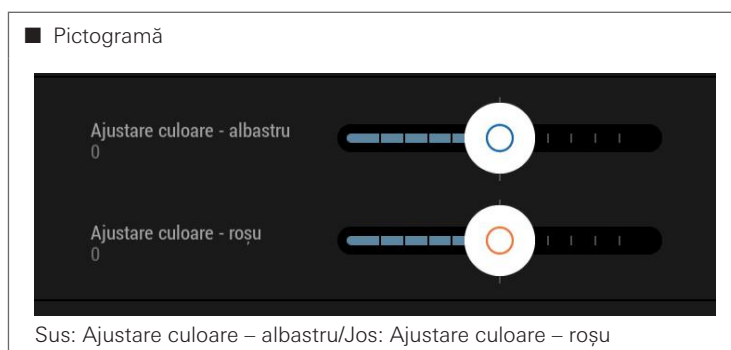 ■ Pictogramă
Ajustare culoare - albastru
0
Ajustare culoare - roșu
0
Sus: Ajustare culoare – albastru/Jos: Ajustare culoare – roșu